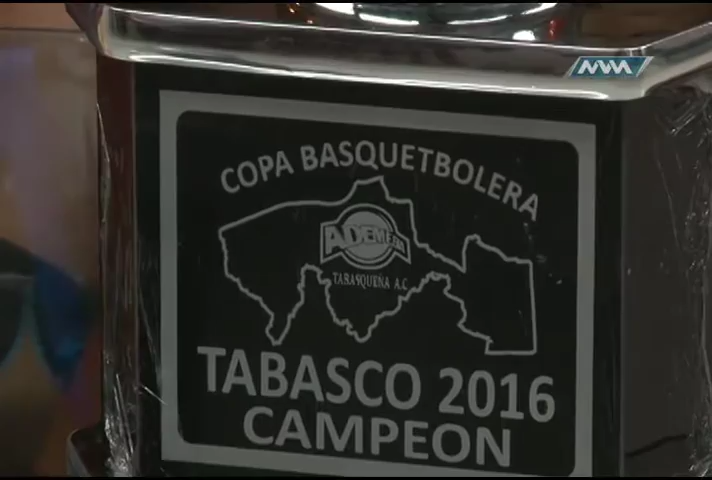 COPA BASQUETBOLERA
ADEMEBA
TABASQUEÑA A.C.
TABASCO 2016
CAMPEON